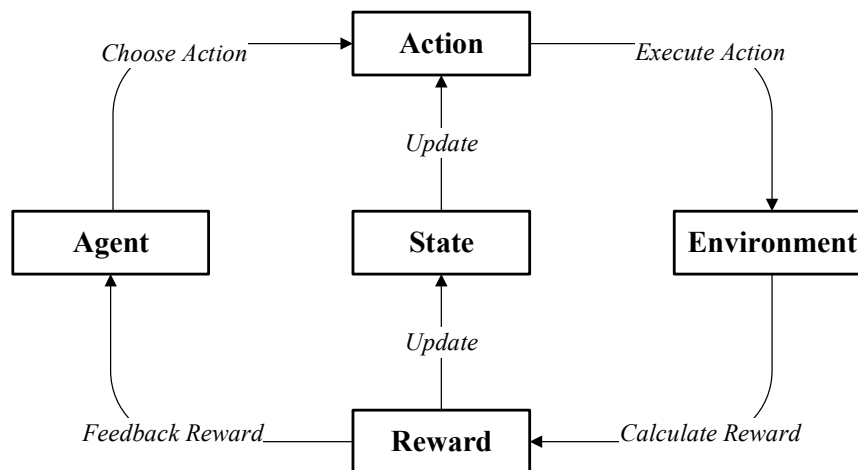 Action
Choose Action
Execute Action
Update
Agent
State
Environment
Update
Feedback Reward
Reward
Calculate Reward